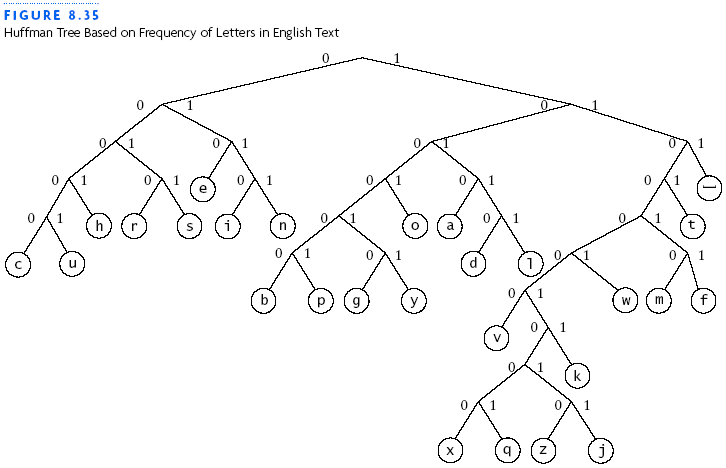 FIGURE 8.35
Huffman Tree Based on Frequency of Letters in English Text
0 1
0 1 0 1
0 1 0 1 0 1 0 1
0 1 0 1 e 0 1 0 1 0 1 0 1 —
0 1 h r s i n 0 1 o a 0 1 0 1 t
c u 0 1 0 1 d l 0 1 0 1
b p g y 0 1 w m f
v 0 1
0 1 k
0 1 0 1
x q z j